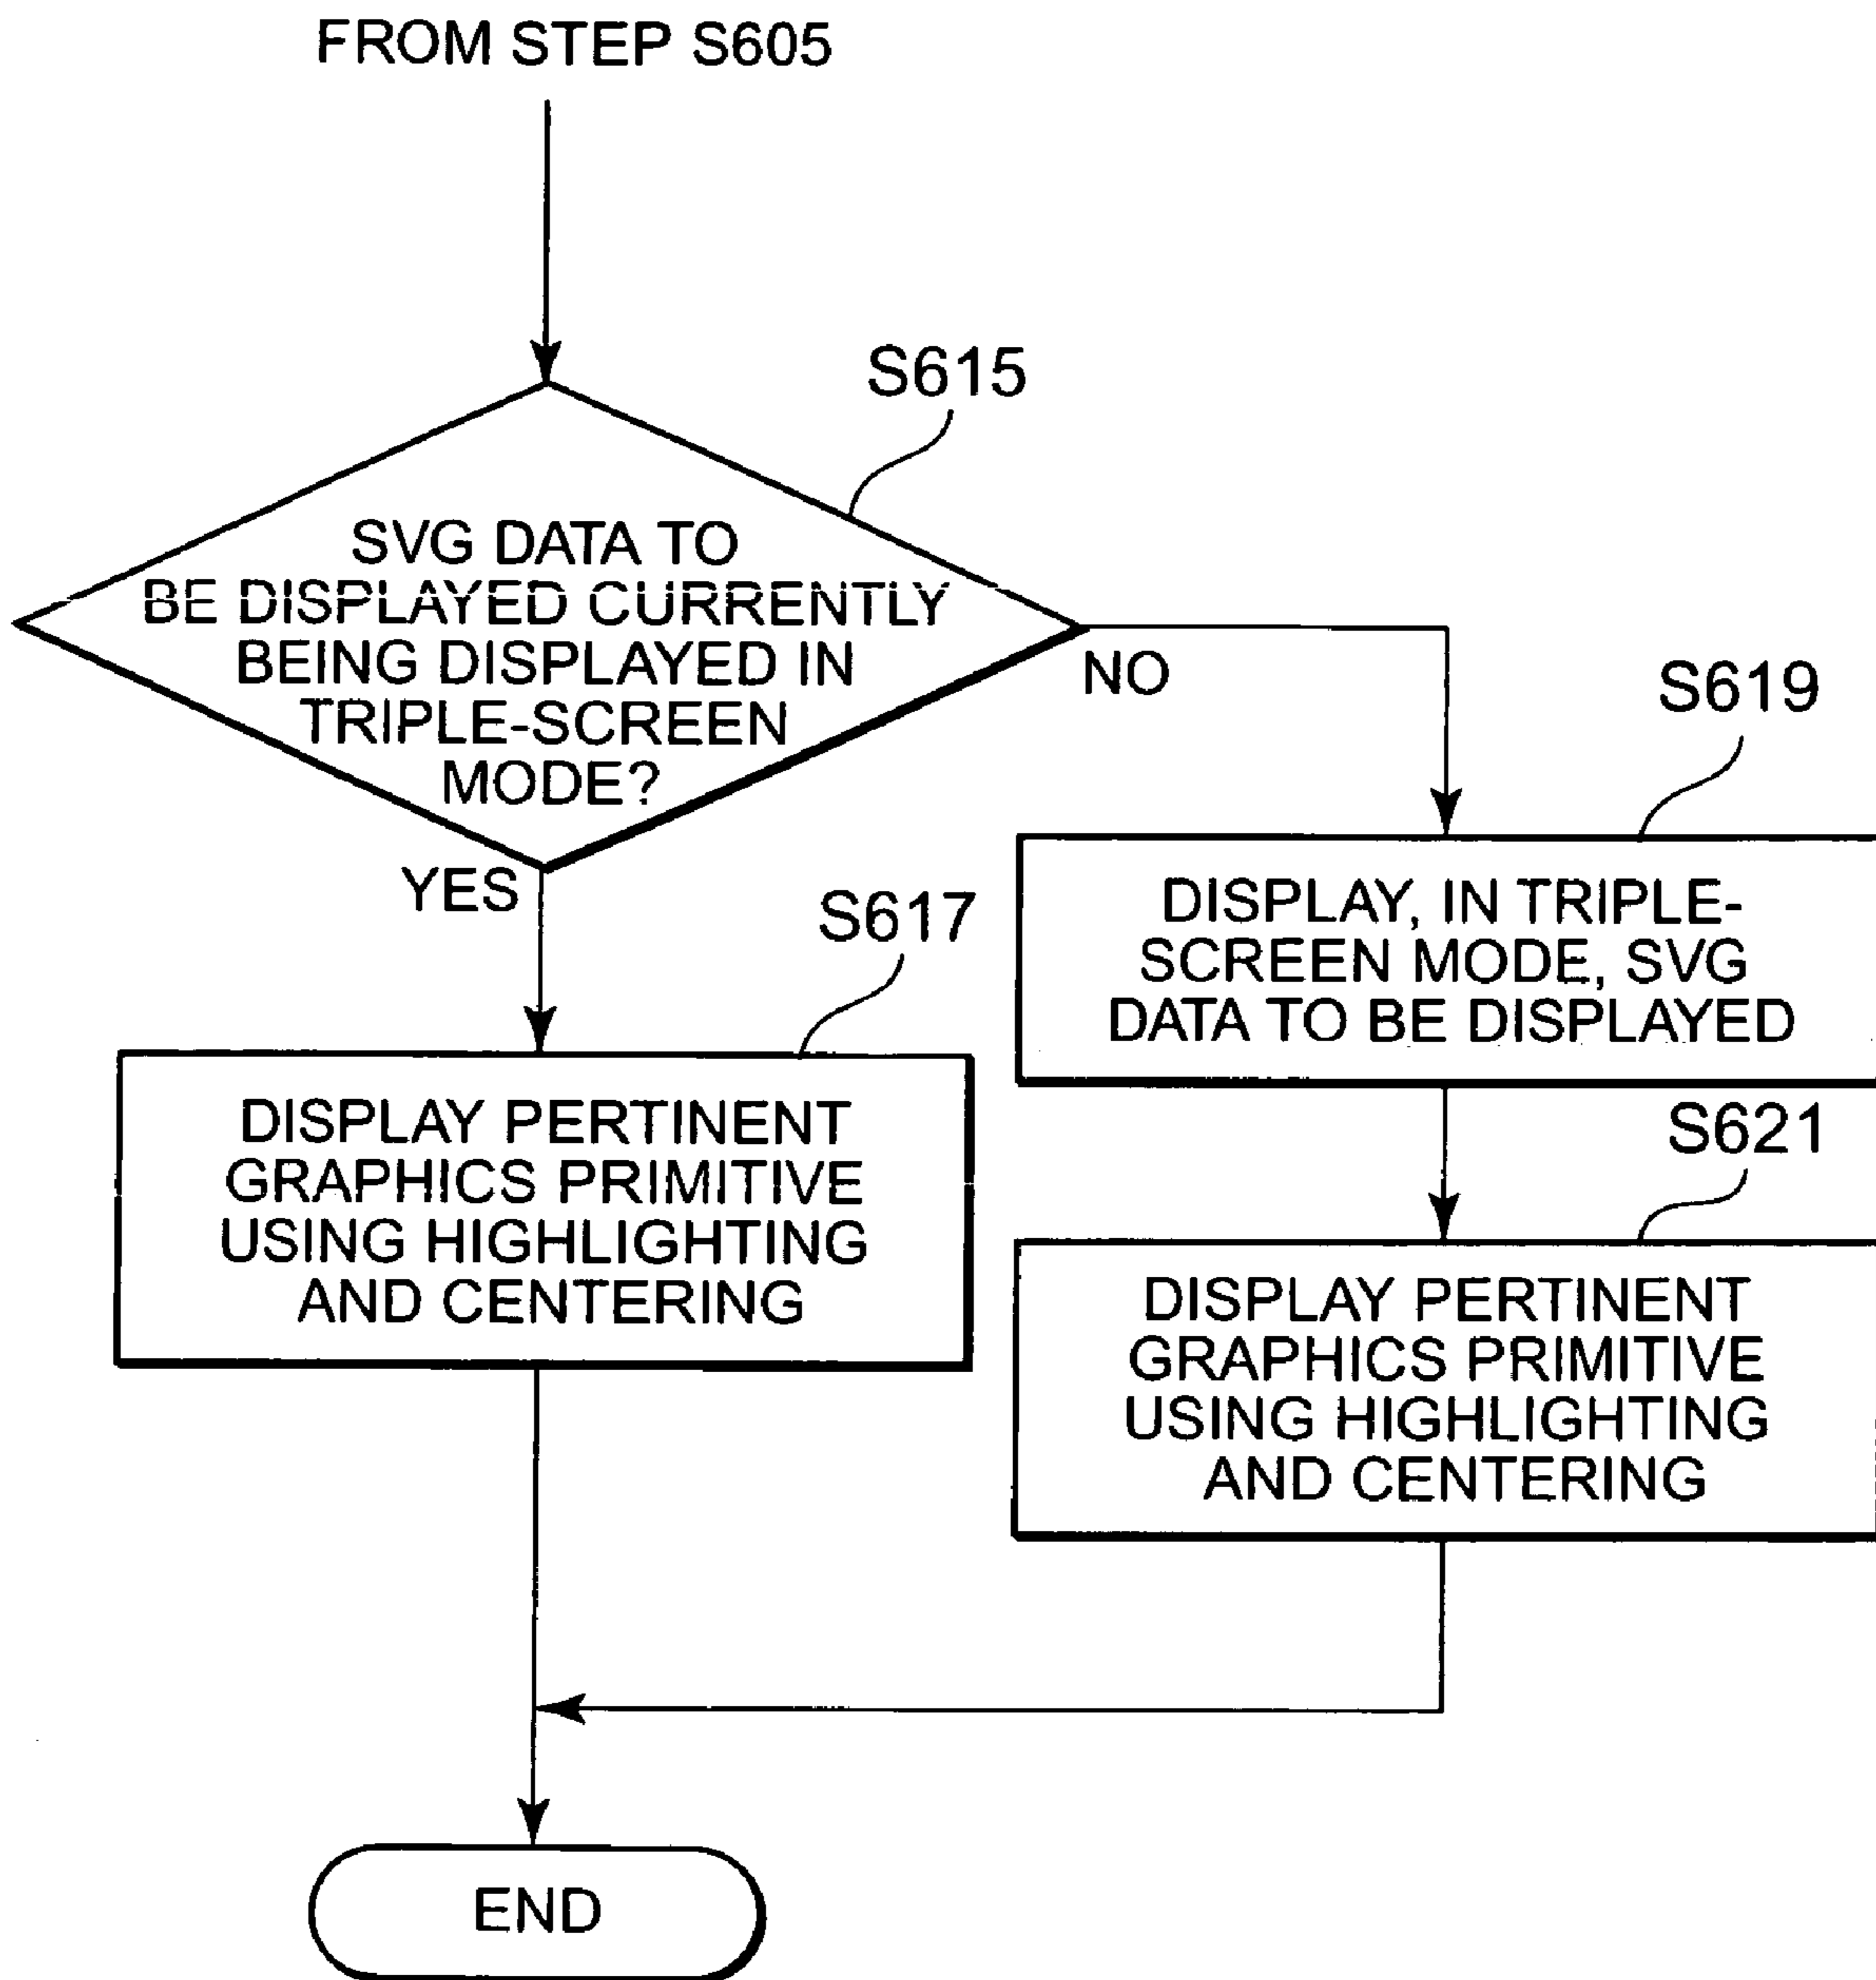 FROM STEP S605
S615
SVG DATA TO
BE DISPLAYED CURRENTLY
BEING DISPLAYED IN
TRIPLE-SCREEN
MODE?
NO
YES
S619
DISPLAY, IN TRIPLE-
SCREEN MODE, SVG
DATA TO BE DISPLAYED
S617
DISPLAY PERTINENT
GRAPHICS PRIMITIVE
USING HIGHLIGHTING
AND CENTERING
S621
DISPLAY PERTINENT
GRAPHICS PRIMITIVE
USING HIGHLIGHTING
AND CENTERING
END